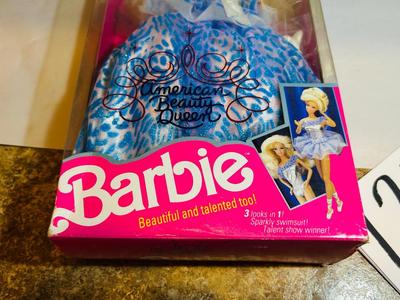 American
Beauty
Queen
Barbie
Beautiful and talented too!
3 looks in 1!
Sparkly swimsuit!
Talent show winner!